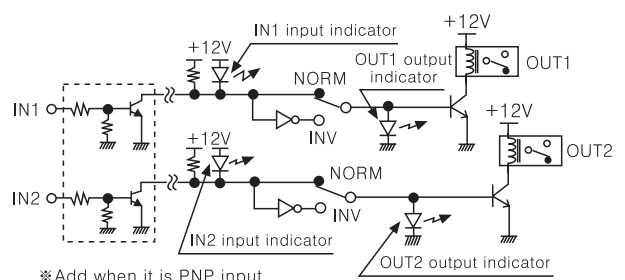 IN1 input indicator
+12V
+12V
OUT1
OUT1 output
indicator
NORM
IN1
INV
+12V
+12V
OUT2
NORM
IN2
INV
IN2 input indicator
OUT2 output indicator
※Add when it is PNP input